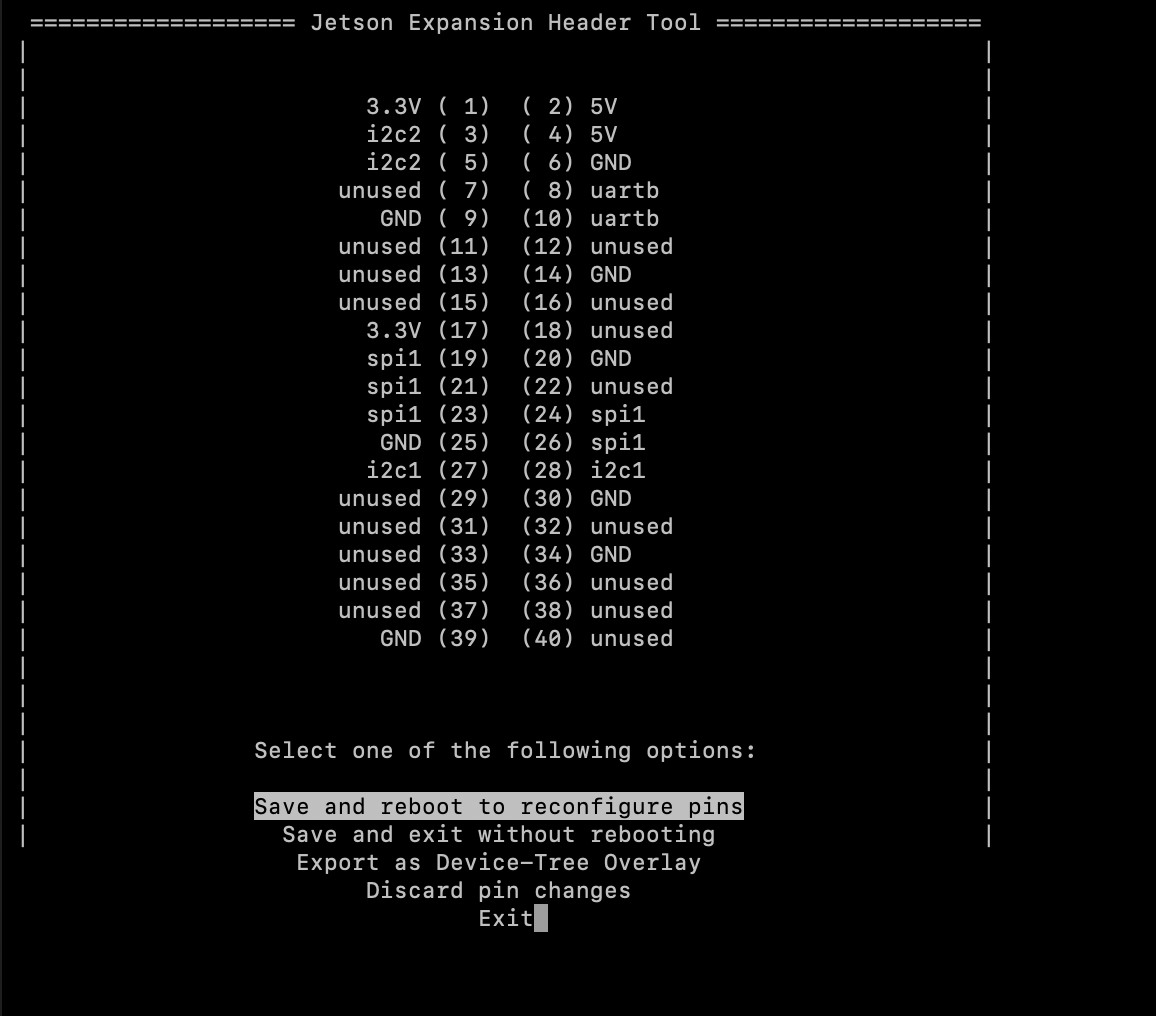 =================== Jetson Expansion Header Tool ===================
3.3V ( 1)  ( 2) 5V
i2c2 ( 3)  ( 4) 5V
i2c2 ( 5)  ( 6) GND
unused ( 7)  ( 8) uartb
GND ( 9)  (10) uartb
unused (11)  (12) unused
unused (13)  (14) GND
unused (15)  (16) unused
3.3V (17)  (18) unused
spi1 (19)  (20) GND
spi1 (21)  (22) unused
spi1 (23)  (24) spi1
GND (25)  (26) spi1
i2c1 (27)  (28) i2c1
unused (29)  (30) GND
unused (31)  (32) unused
unused (33)  (34) GND
unused (35)  (36) unused
unused (37)  (38) unused
GND (39)  (40) unused
Select one of the following options:
Save and reboot to reconfigure pins
Save and exit without rebooting
Export as Device-Tree Overlay
Discard pin changes
Exit